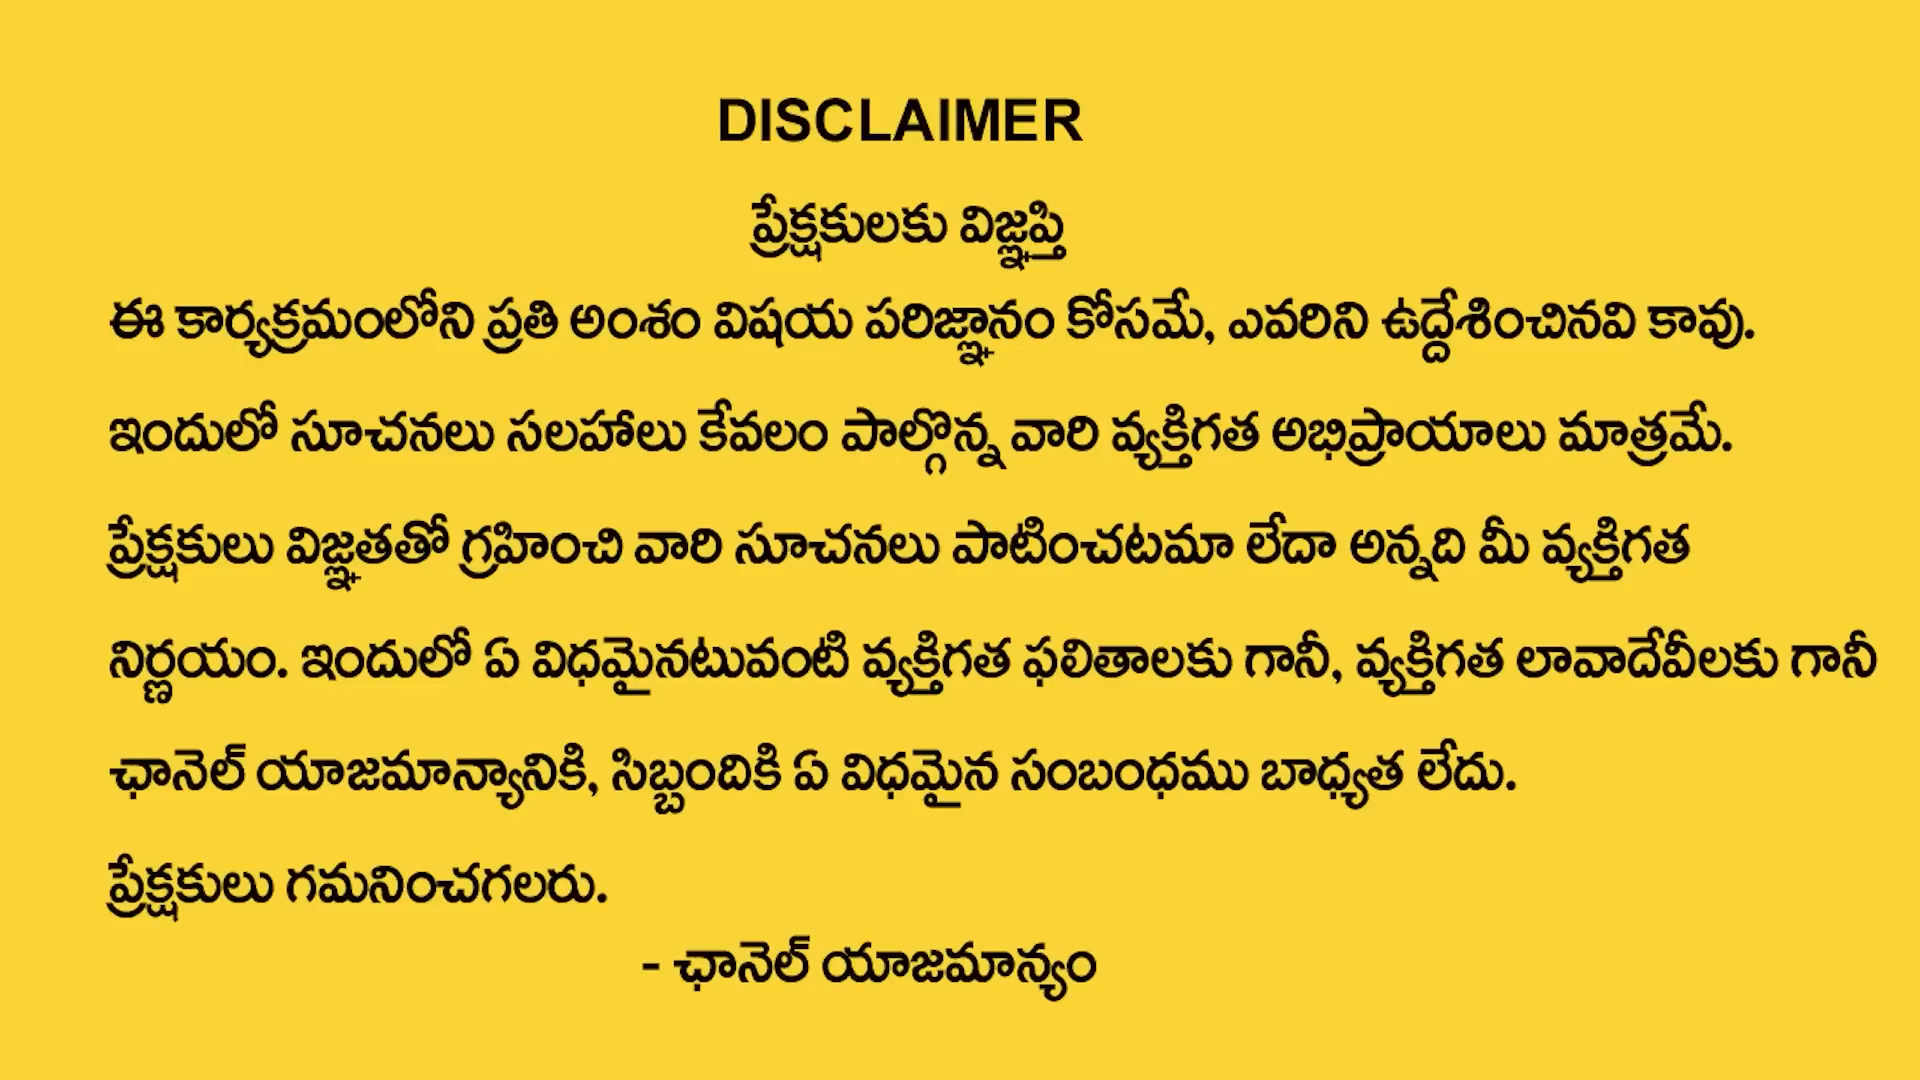 DISCLAIMER
ప్రేక్షకులకు విజ్ఞప్తి
ఈ కార్యక్రమంలోని ప్రతి అంశం విషయ పరిజ్ఞానం కోసమే, ఎవరిని ఉద్దేశించినవి కావు.
ఇందులో సూచనలు సలహాలు కేవలం పాల్గొన్న వారి వ్యక్తిగత అభిప్రాయాలు మాత్రమే.
ప్రేక్షకులు విజ్ఞతతో గ్రహించి వారి సూచనలు పాటించటమా లేదా అన్నది మీ వ్యక్తిగత
నిర్ణయం. ఇందులో ఏ విధమైనటువంటి వ్యక్తిగత ఫలితాలకు గానీ, వ్యక్తిగత లావాదేవీలకు గానీ
ఛానెల్ యాజమాన్యానికి, సిబ్బందికి ఏ విధమైన సంబంధము బాధ్యత లేదు.
ప్రేక్షకులు గమనించగలరు.
- ఛానెల్ యాజమాన్యం